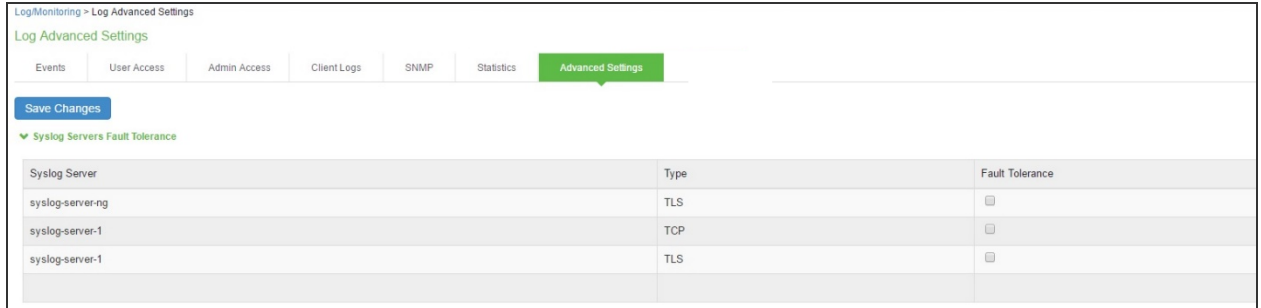 Log/Monitoring > Log Advanced Settings
Log Advanced Settings
Events User Access Admin Access Client Logs SNMP Statistics Advanced Settings
Save Changes
Syslog Servers Fault Tolerance
Syslog Server Type Fault Tolerance
syslog-server-ng TLS
syslog-server-1 TCP
syslog-server-1 TLS